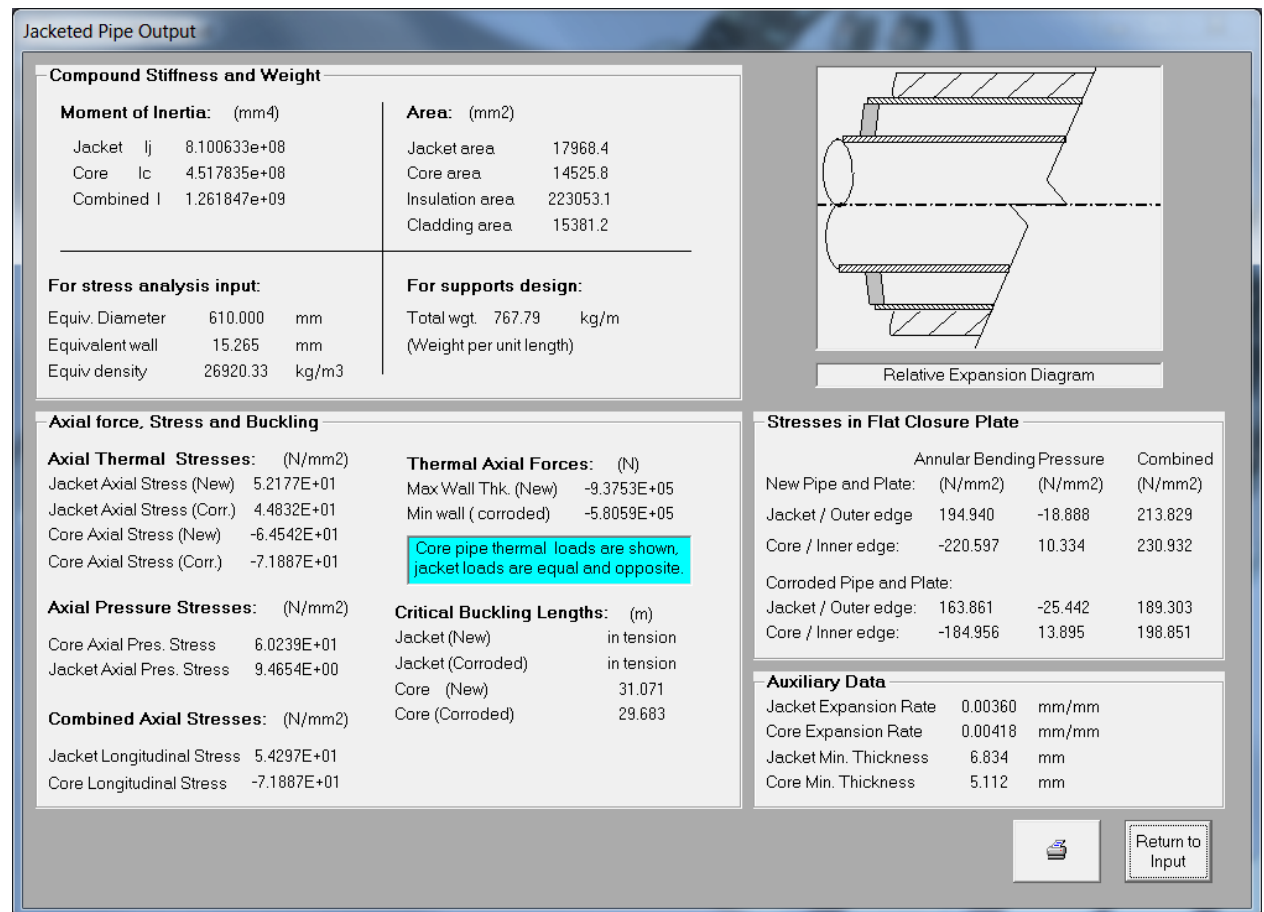 Jacketed Pipe Output
Compound Stiffness and Weight
Moment of Inertia: (mm4)
Jacket Ij 8.100633e+08
Core Ic 4.517835e+08
Combined I 1.261847e+09
Area: (mm2)
Jacket area 17968.4
Core area 14525.8
Insulation area 223053.1
Cladding area 15381.2
For stress analysis input:
Equiv. Diameter 610.000 mm
Equivalent wall 15.265 mm
Equiv density 26920.33 kg/m3
For supports design:
Total wgt. 767.79 kg/m
(Weight per unit length)
Relative Expansion Diagram
Axial force, Stress and Buckling
Axial Thermal Stresses: (N/mm2)
Jacket Axial Stress (New) 5.2177E+01
Jacket Axial Stress (Corr.) 4.4832E+01
Core Axial Stress (New) -6.4542E+01
Core Axial Stress (Corr.) -7.1887E+01
Axial Pressure Stresses: (N/mm2)
Core Axial Pres. Stress 6.0239E+01
Jacket Axial Pres. Stress 9.4654E+00
Combined Axial Stresses: (N/mm2)
Jacket Longitudinal Stress 5.4297E+01
Core Longitudinal Stress -7.1887E+01
Thermal Axial Forces: (N)
Max Wall Thk. (New) -9.3753E+05
Min wall ( corroded) -5.8059E+05
Core pipe thermal loads are shown,
jacket loads are equal and opposite.
Critical Buckling Lengths: (m)
Jacket (New) in tension
Jacket (Corroded) in tension
Core (New) 31.071
Core (Corroded) 29.683
Stresses in Flat Closure Plate
Annular Bending Pressure Combined
New Pipe and Plate: (N/mm2) (N/mm2) (N/mm2)
Jacket / Outer edge 194.940 -18.888 213.829
Core / Inner edge: -220.597 10.334 230.932
Corroded Pipe and Plate:
Jacket / Outer edge: 163.861 -25.442 189.303
Core / Inner edge: -184.956 13.895 198.851
Auxiliary Data
Jacket Expansion Rate 0.00360 mm/mm
Core Expansion Rate 0.00418 mm/mm
Jacket Min. Thickness 6.834 mm
Core Min. Thickness 5.112 mm
Return to
Input